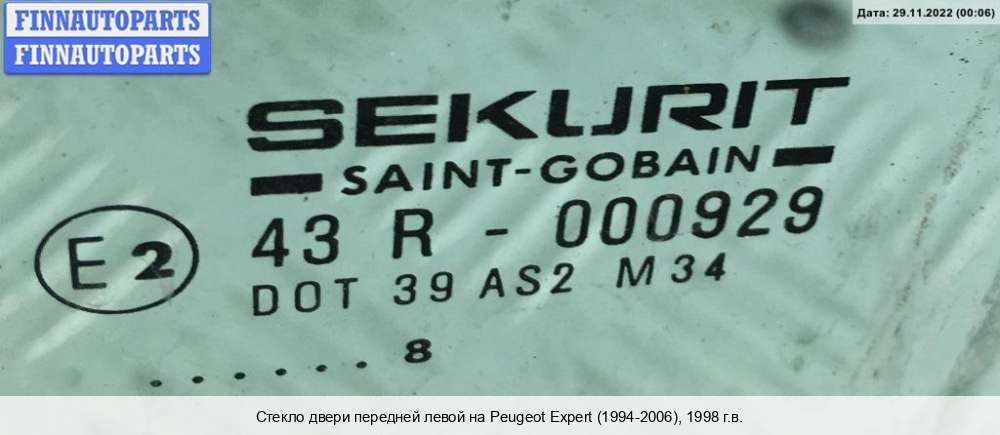 FINNAUTOPARTS
FINNAUTOPARTS
Дата: 29.11.2022 (00:06)
SEKURIT
SAINT-GOBAIN
E2
43 R - 000929
DOT 39 AS2 M34
. . . . . . 8
Стекло двери передней левой на Peugeot Expert (1994-2006), 1998 г.в.